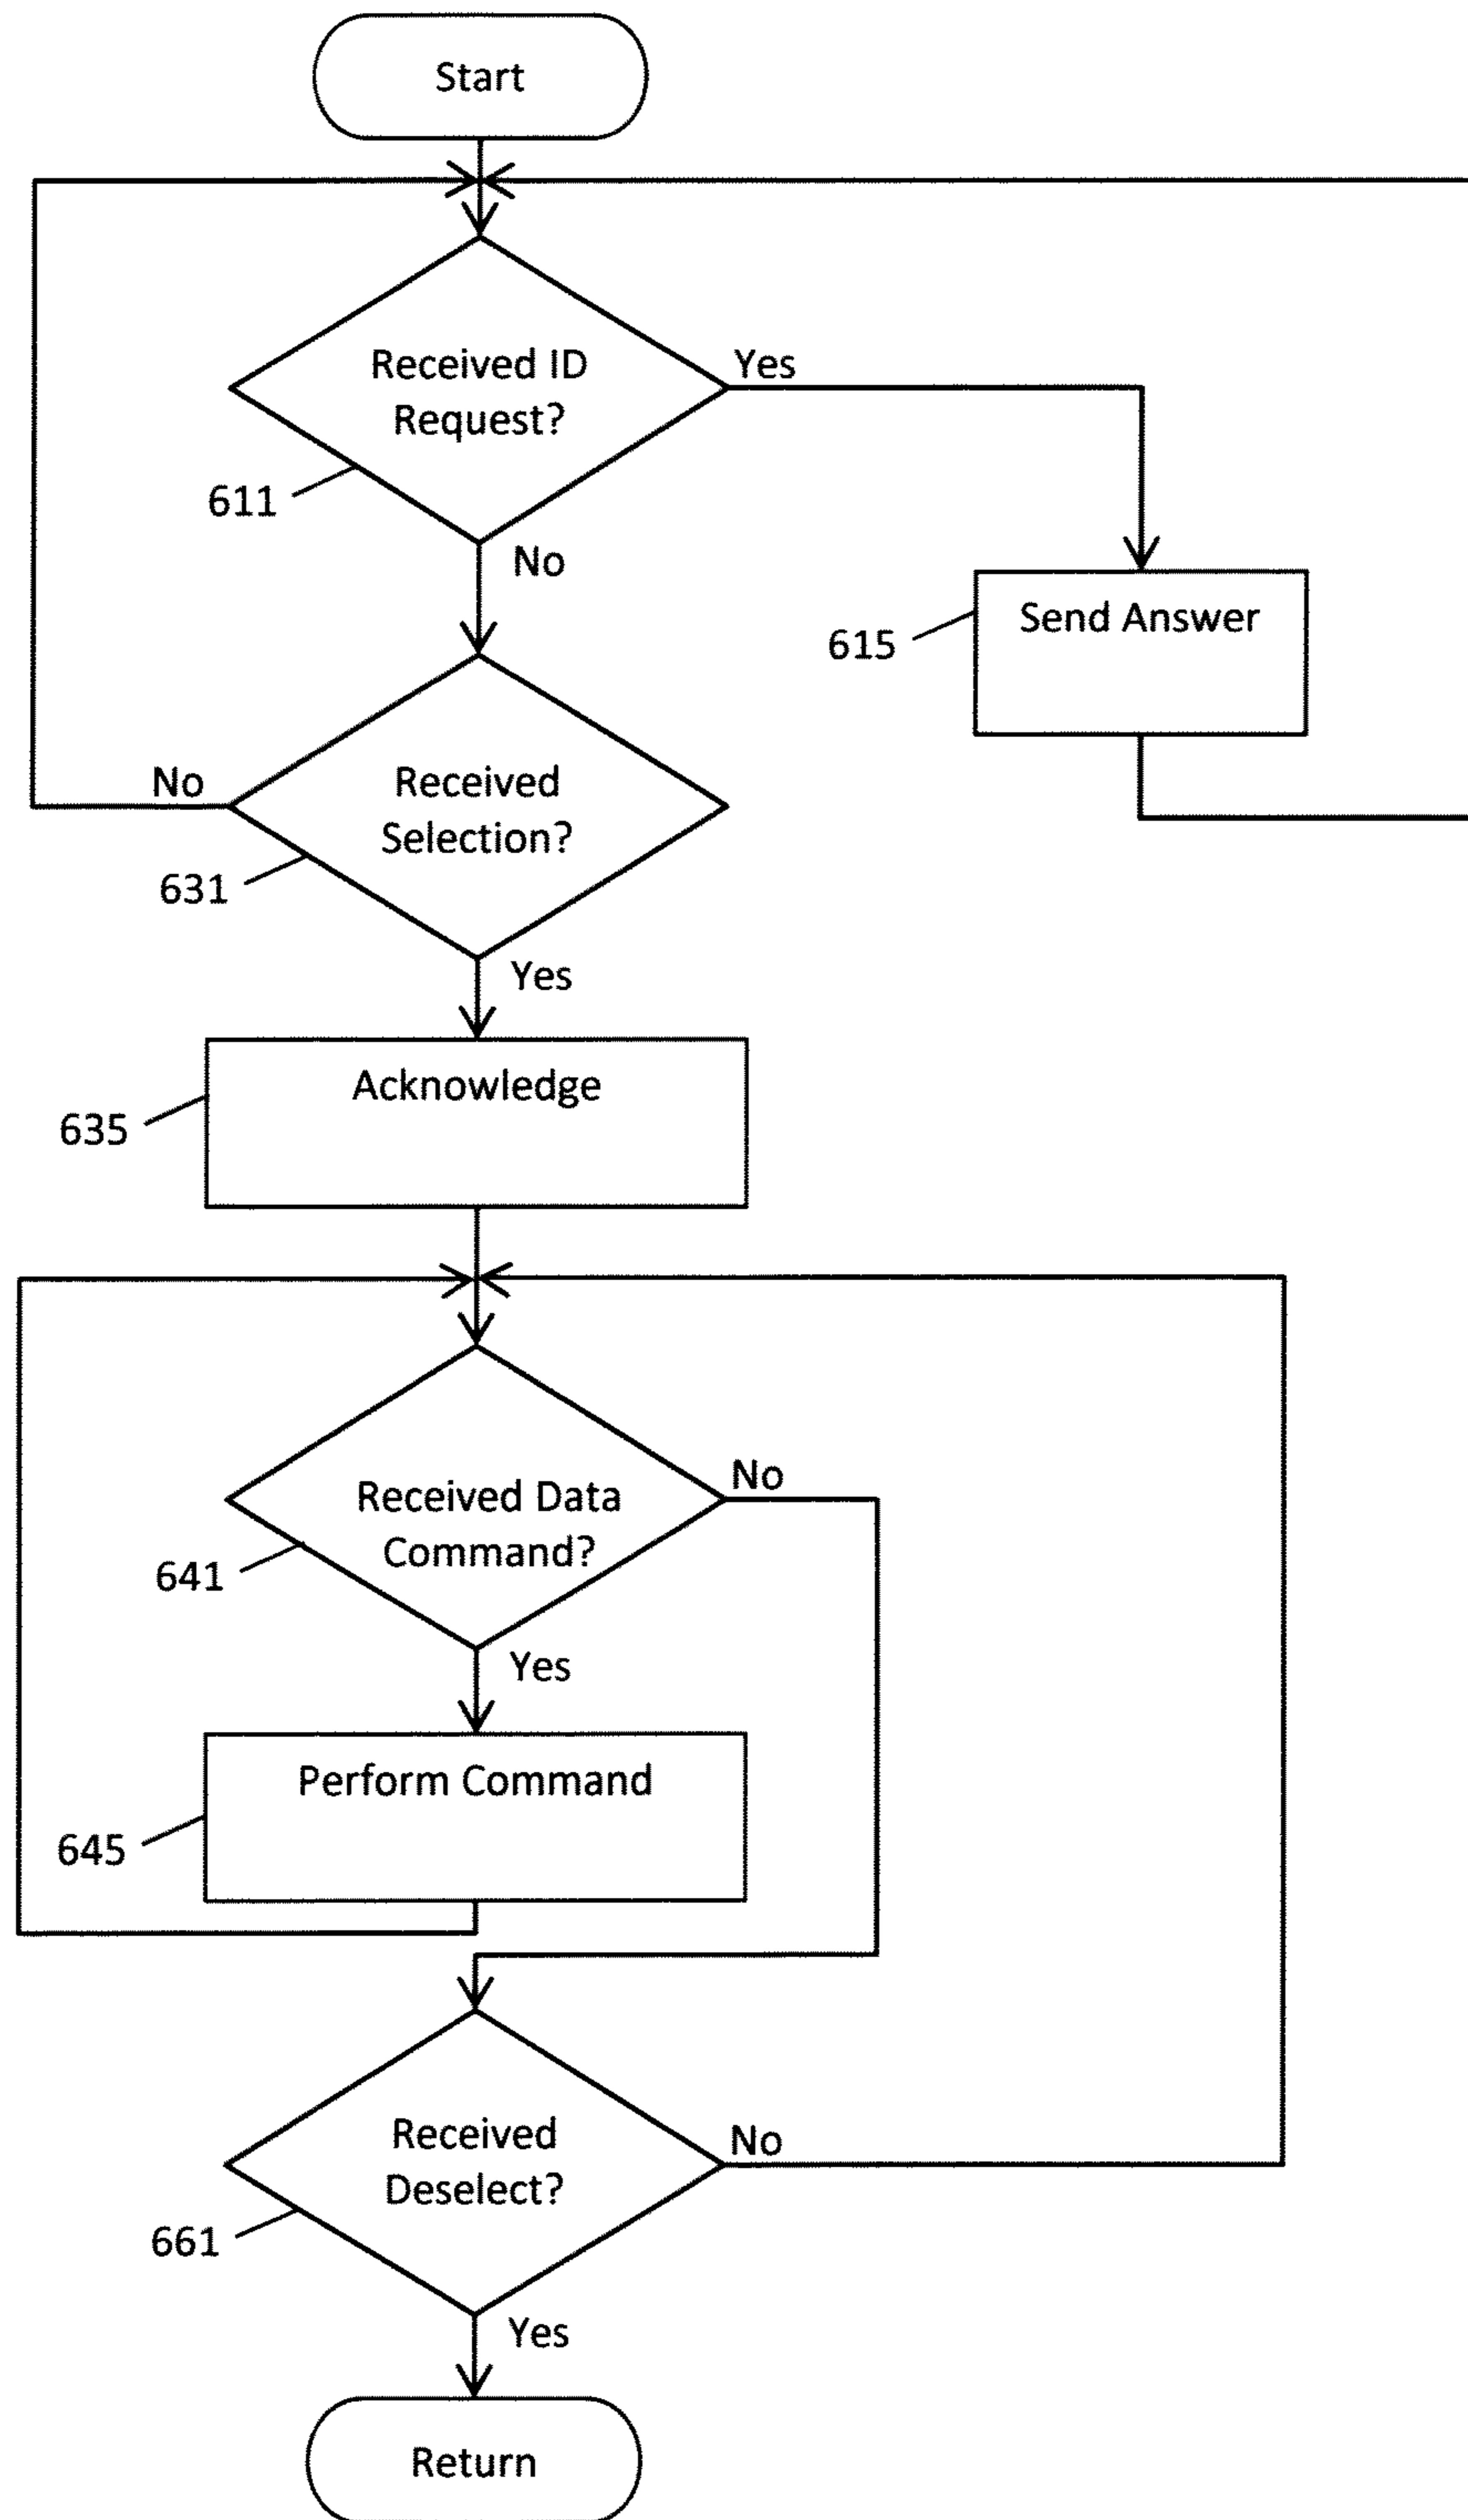 Start
Received ID
Request?
Yes
611
No
Send Answer
615
No
Received
Selection?
631
Yes
Acknowledge
635
No
Received Data
Command?
641
Yes
Perform Command
645
Received
Deselect?
No
661
Yes
Return